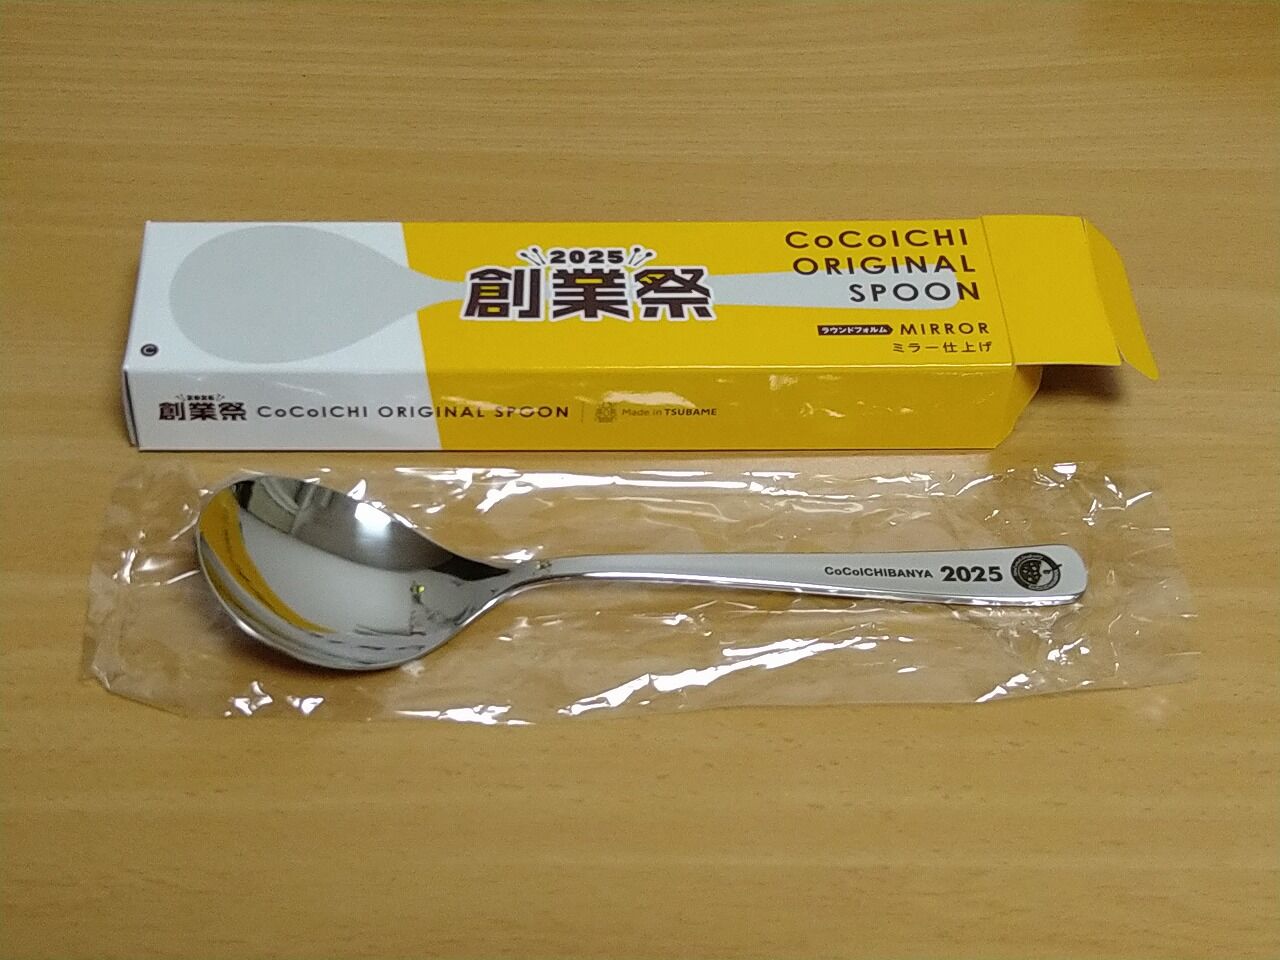 2025
創業祭
CoCoICHI
ORIGINAL
SPOON
ラウンドフォルム MIRROR
ミラー仕上げ
C
2025
創業祭 CoCoICHI ORIGINAL SPOON Made in TSUBAME
CoCoICHIBANYA 2025